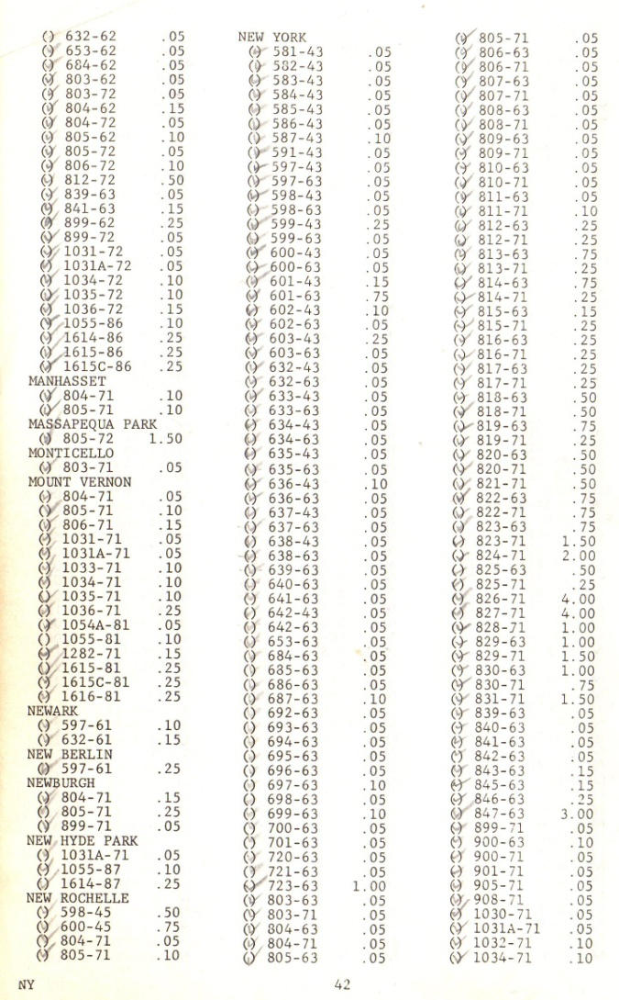 () 632-62 .05
() 653-62 .05
() 684-62 .05
() 803-62 .05
() 803-72 .05
() 804-62 .15
() 804-72 .05
() 805-62 .10
() 805-72 .05
() 806-72 .10
() 812-72 .50
() 839-63 .05
() 841-63 .15
() 899-62 .25
() 899-72 .05
() 1031-72 .05
() 1031A-72 .05
() 1034-72 .10
() 1035-72 .10
() 1036-72 .15
() 1055-86 .10
() 1614-86 .25
() 1615-86 .25
() 1615C-86 .25
MANHASSET
() 804-71 .10
() 805-71 .10
MASSAPEQUA PARK
() 805-72 1.50
MONTICELLO
() 803-71 .05
MOUNT VERNON
() 804-71 .05
() 805-71 .10
() 806-71 .15
() 1031-71 .05
() 1031A-71 .05
() 1033-71 .10
() 1034-71 .10
() 1035-71 .10
() 1036-71 .25
() 1054A-81 .05
() 1055-81 .10
() 1282-71 .15
() 1615-81 .25
() 1615C-81 .25
() 1616-81 .25
NEWARK
() 597-61 .10
() 632-61 .15
NEW BERLIN
() 597-61 .25
NEWBURGH
() 804-71 .15
() 805-71 .25
() 899-71 .05
NEW HYDE PARK
() 1031A-71 .05
() 1055-87 .10
() 1614-87 .25
NEW ROCHELLE
() 598-45 .50
() 600-45 .75
() 804-71 .05
() 805-71 .10
NEW YORK
() 581-43 .05
() 582-43 .05
() 583-43 .05
() 584-43 .05
() 585-43 .05
() 586-43 .05
() 587-43 .10
() 591-43 .05
() 597-43 .05
() 597-63 .05
() 598-43 .05
() 598-63 .05
() 599-43 .25
() 599-63 .05
() 600-43 .05
() 600-63 .05
() 601-43 .15
() 601-63 .75
() 602-43 .10
() 602-63 .05
() 603-43 .25
() 603-63 .05
() 632-43 .05
() 632-63 .05
() 633-43 .05
() 633-63 .05
() 634-43 .05
() 634-63 .05
() 635-43 .05
() 635-63 .05
() 636-43 .10
() 636-63 .05
() 637-43 .05
() 637-63 .05
() 638-43 .05
() 638-63 .05
() 639-63 .05
() 640-63 .05
() 641-63 .05
() 642-43 .05
() 642-63 .05
() 653-63 .05
() 684-63 .05
() 685-63 .05
() 686-63 .05
() 687-63 .10
() 692-63 .05
() 693-63 .05
() 694-63 .05
() 695-63 .05
() 696-63 .05
() 697-63 .10
() 698-63 .05
() 699-63 .10
() 700-63 .05
() 701-63 .05
() 720-63 .05
() 721-63 .05
() 723-63 1.00
() 803-63 .05
() 803-71 .05
() 804-63 .05
() 804-71 .05
() 805-63 .05
() 805-71 .05
() 806-63 .05
() 806-71 .05
() 807-63 .05
() 807-71 .05
() 808-63 .05
() 808-71 .05
() 809-63 .05
() 809-71 .05
() 810-63 .05
() 810-71 .05
() 811-63 .05
() 811-71 .10
() 812-63 .25
() 812-71 .25
() 813-63 .75
() 813-71 .25
() 814-63 .75
() 814-71 .25
() 815-63 .15
() 815-71 .25
() 816-63 .25
() 816-71 .25
() 817-63 .25
() 817-71 .25
() 818-63 .50
() 818-71 .50
() 819-63 .75
() 819-71 .25
() 820-63 .50
() 820-71 .50
() 821-71 .50
() 822-63 .75
() 822-71 .75
() 823-63 .75
() 823-71 1.50
() 824-71 2.00
() 825-63 .50
() 825-71 .25
() 826-71 4.00
() 827-71 4.00
() 828-71 1.00
() 829-63 1.00
() 829-71 1.50
() 830-63 1.00
() 830-71 .75
() 831-71 1.50
() 839-63 .05
() 840-63 .05
() 841-63 .05
() 842-63 .05
() 843-63 .15
() 845-63 .15
() 846-63 .25
() 847-63 3.00
() 899-71 .05
() 900-63 .10
() 900-71 .05
() 901-71 .05
() 905-71 .05
() 908-71 .05
() 1030-71 .05
() 1031A-71 .05
() 1032-71 .10
() 1034-71 .10
NY 42